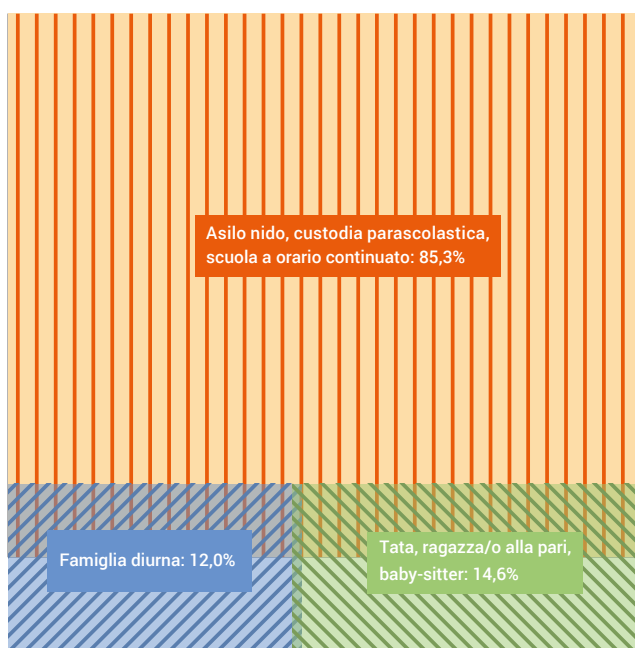 Asilo nido, custodia parascolastica,
scuola a orario continuato: 85,3%
Famiglia diurna: 12,0%
Tata, ragazza/o alla pari,
baby-sitter: 14,6%